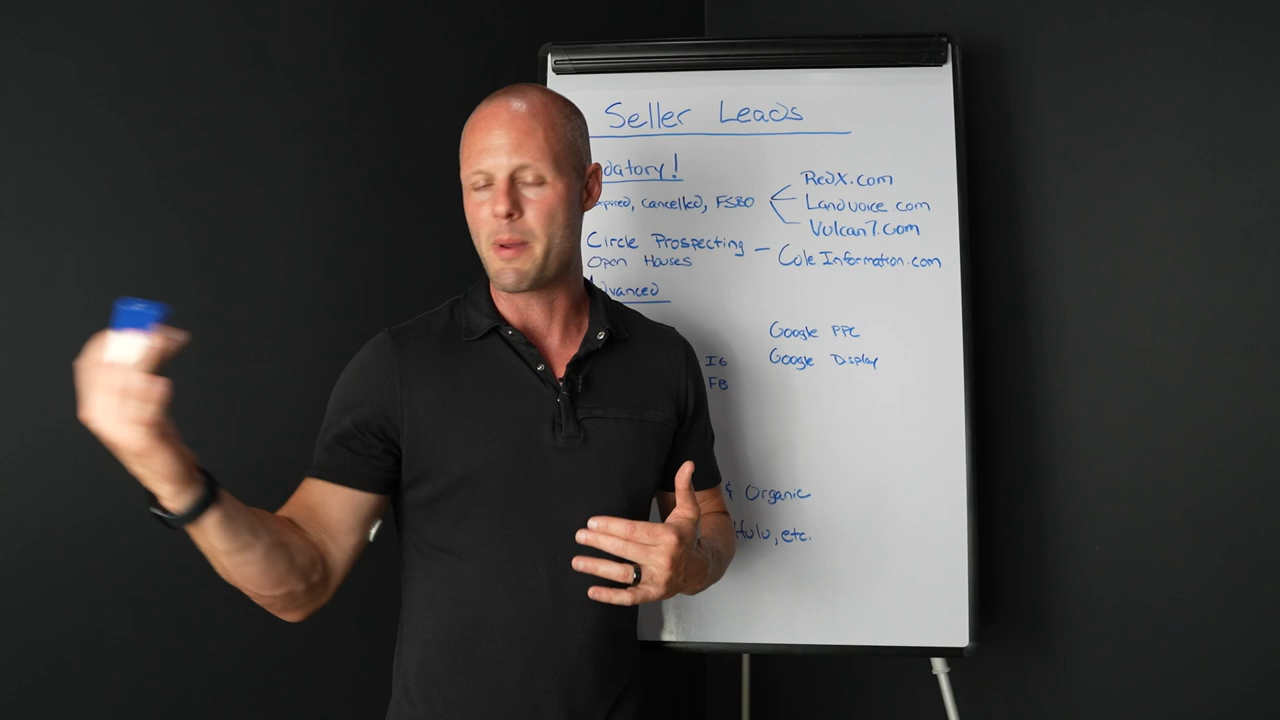 Seller Leads
datory!
pired, Cancelled, FSBO
RedX.com
Landvoice.com
Vulcan7.com
Circle Prospecting – Cole Information.com
Open Houses
dvanced
Google PPC
IG
Google Display
FB
& Organic
Hulu, etc.